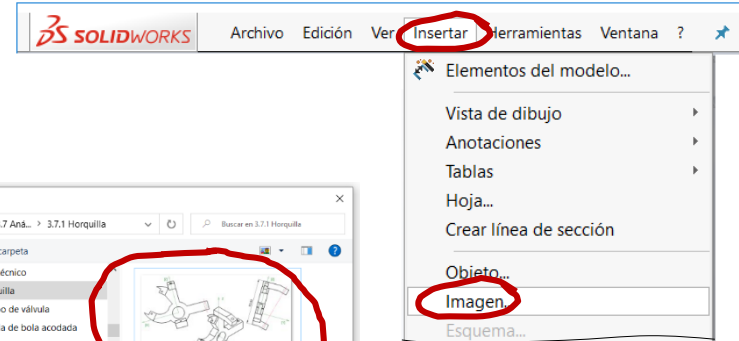 SOLIDWORKS Archivo Edición Ver Insertar Herramientas Ventana ?
Elementos del modelo...
Vista de dibujo
Anotaciones
Tablas
Hoja...
Crear línea de sección
Objeto...
Imagen...
Esquema...
.7 Aná... > 3.7.1 Horquilla
Buscar en 3.7.1 Horquilla
carpeta
écnico
uilla
o de válvula
a de bola acodada